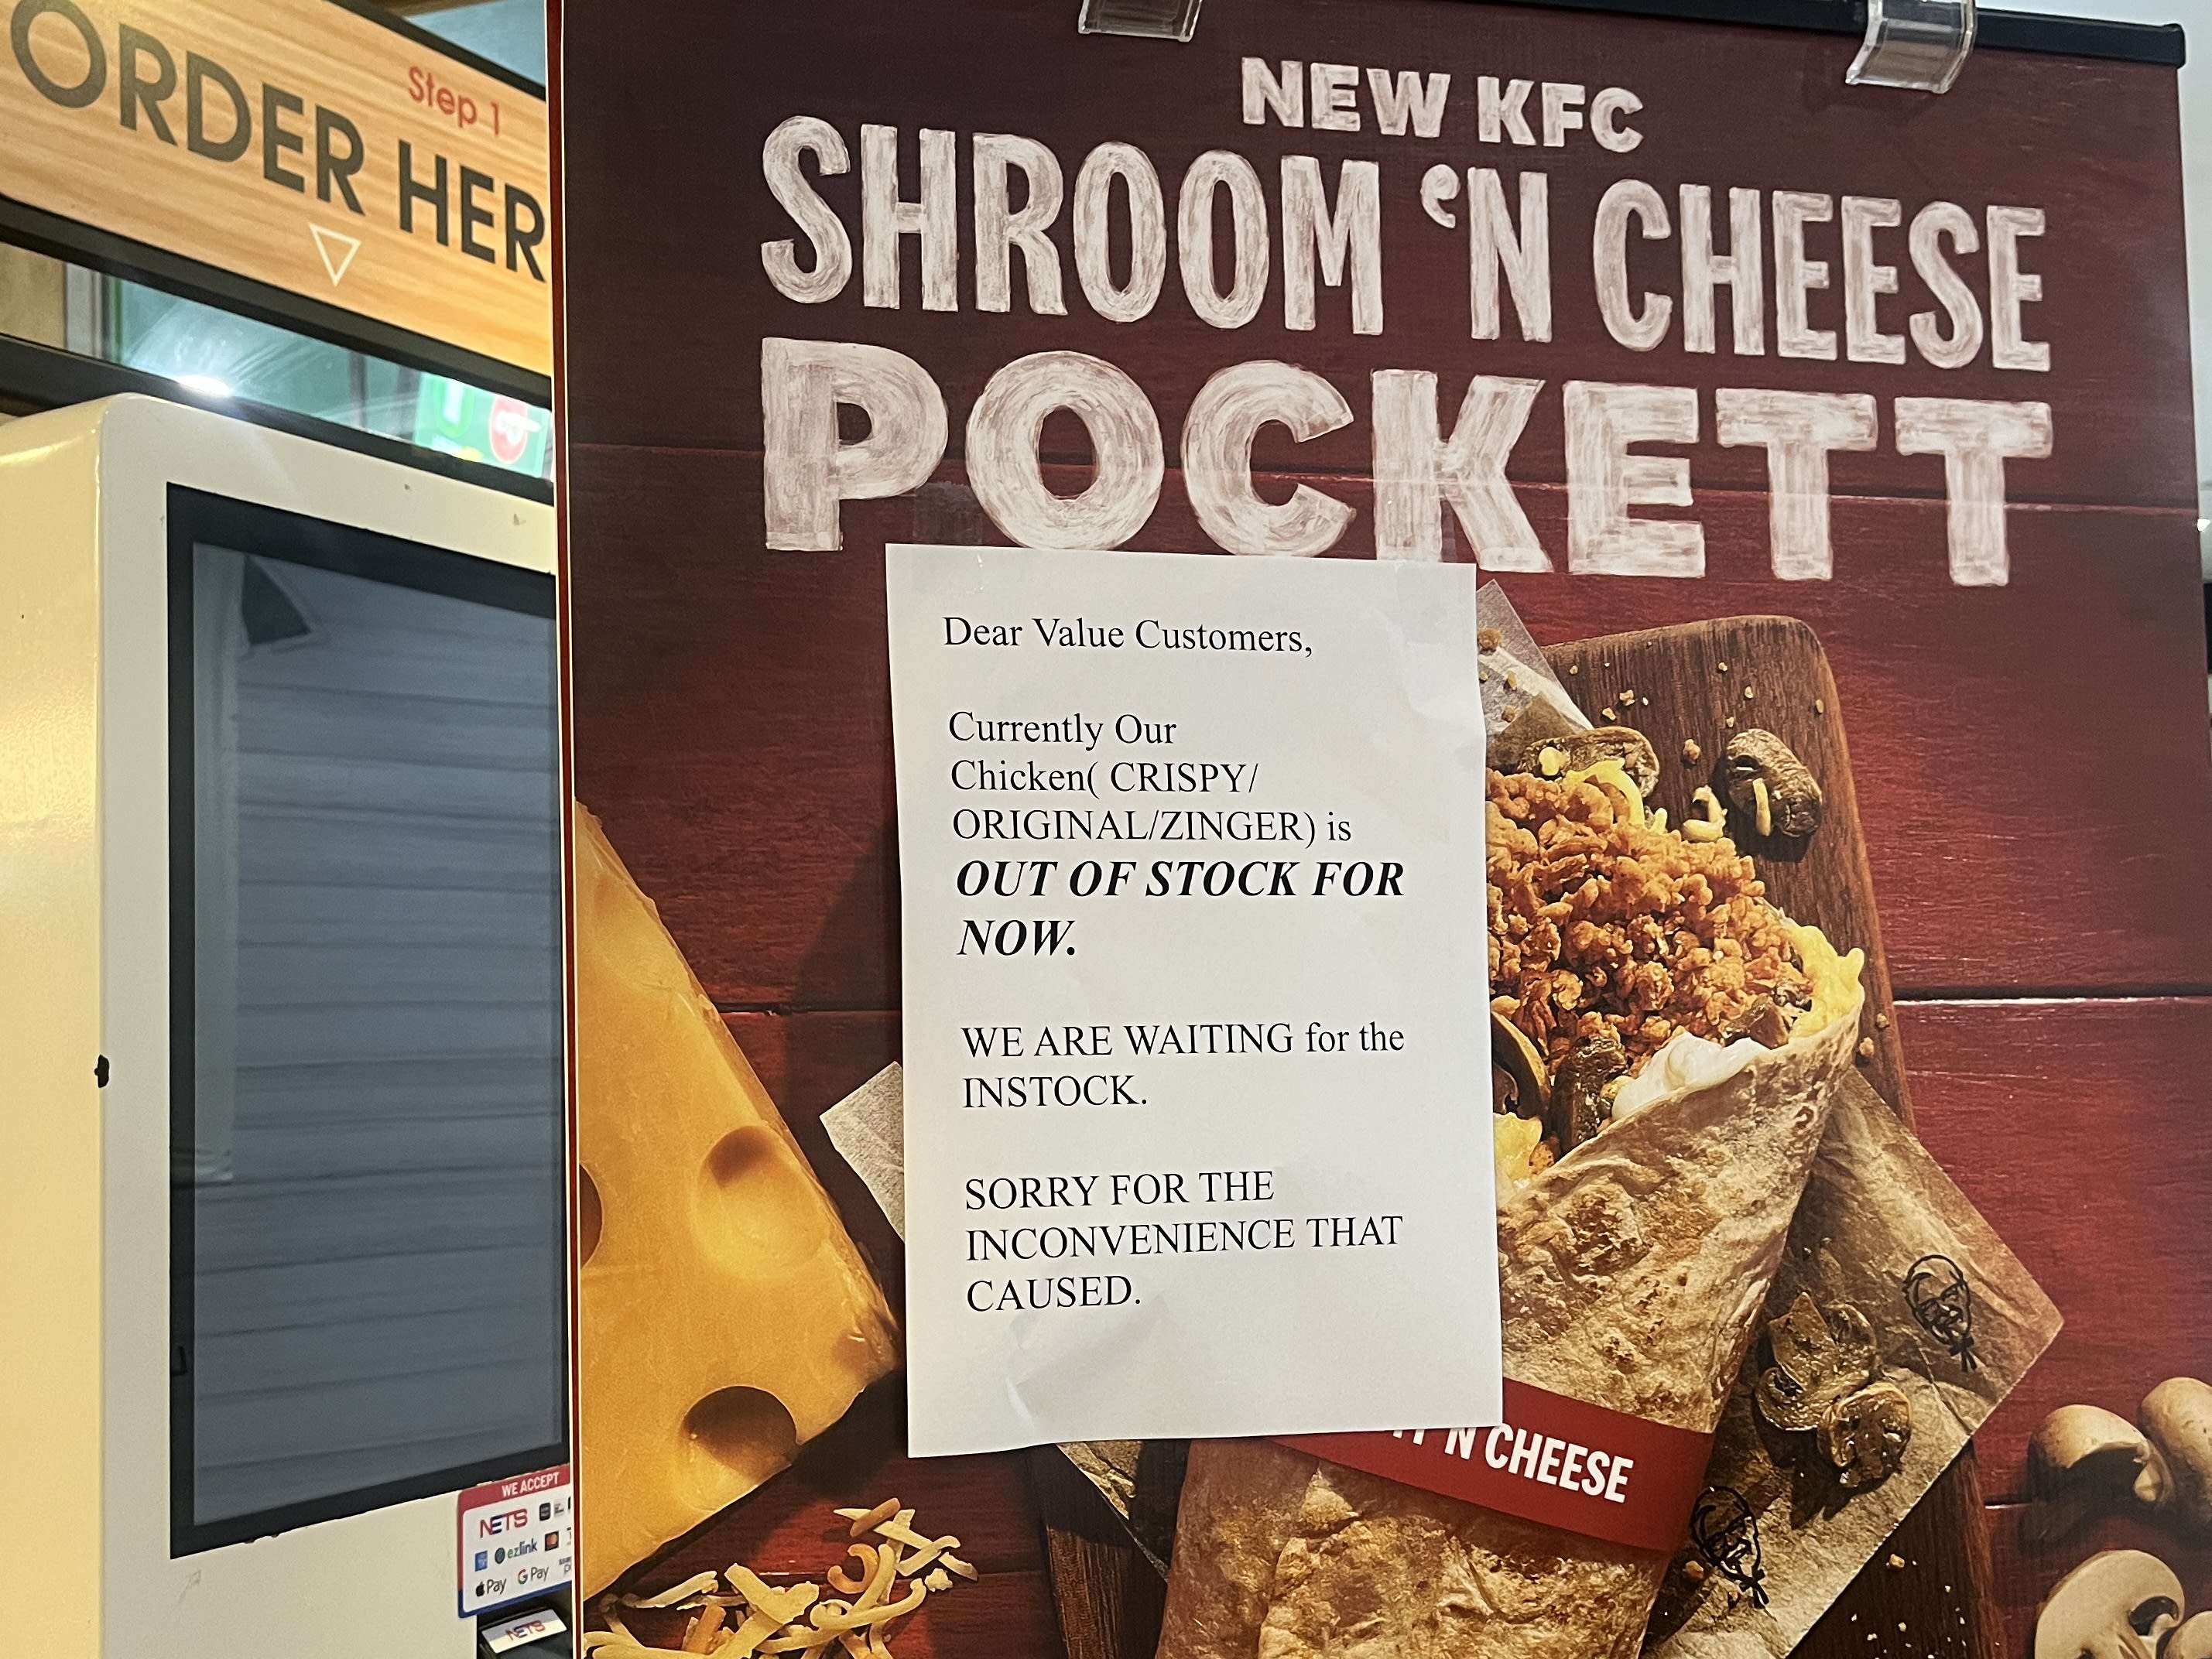 Step 1
ORDER HER
NEW KFC
SHROOM 'N CHEESE
POCKETT
Dear Value Customers,
Currently Our
Chicken( CRISPY/
ORIGINAL/ZINGER) is
OUT OF STOCK FOR
NOW.
WE ARE WAITING for the
INSTOCK.
SORRY FOR THE
INCONVENIENCE THAT
CAUSED.
'N CHEESE
WE ACCEPT
NETS
ezlink
Pay G Pay
NETS